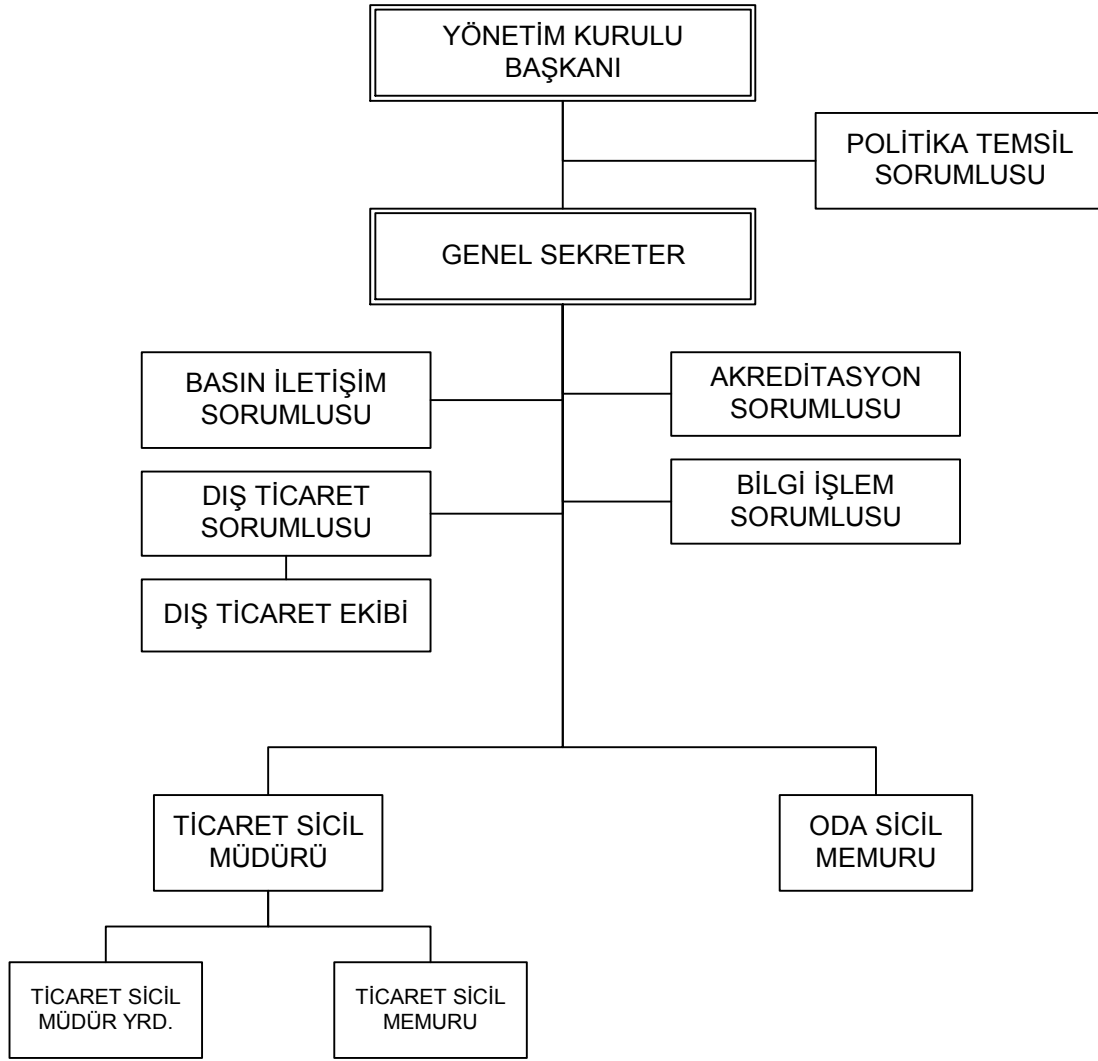 YÖNETİM KURULU
BAŞKANI
POLİTİKA TEMSİL
SORUMLUSU
GENEL SEKRETER
BASIN İLETİŞİM
SORUMLUSU
AKREDİTASYON
SORUMLUSU
DIŞ TİCARET
SORUMLUSU
BİLGİ İŞLEM
SORUMLUSU
DIŞ TİCARET EKİBİ
TİCARET SİCİL
MÜDÜRÜ
ODA SİCİL
MEMURU
TİCARET SİCİL
MÜDÜR YRD.
TİCARET SİCİL
MEMURU